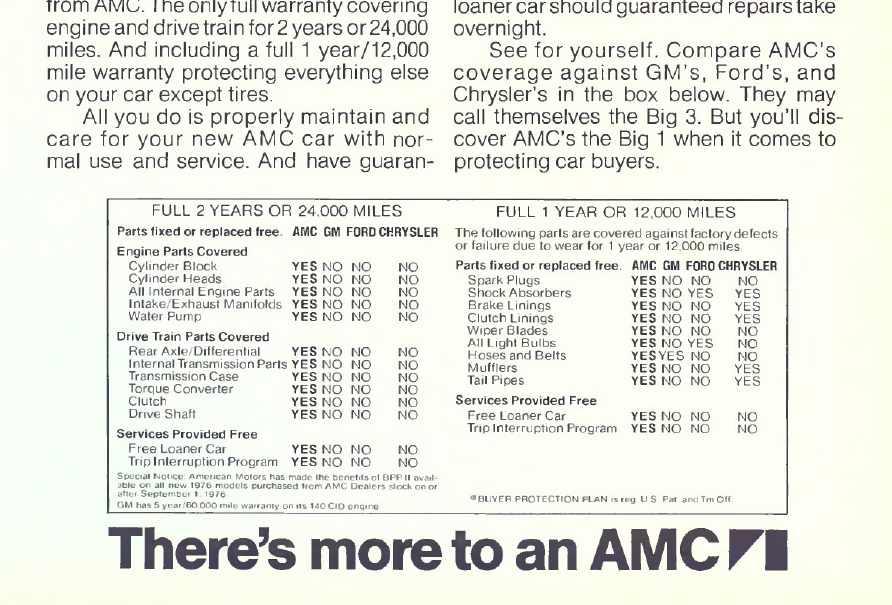 from AMC. The only full warranty covering
engine and drive train for 2 years or 24,000
miles. And including a full 1 year/12,000
mile warranty protecting everything else
on your car except tires.
All you do is properly maintain and
care for your new AMC car with nor-
mal use and service. And have guaran-
loaner car should guaranteed repairs take
overnight.
See for yourself. Compare AMC's
coverage against GM's, Ford's, and
Chrysler's in the box below. They may
call themselves the Big 3. But you'll dis-
cover AMC's the Big 1 when it comes to
protecting car buyers.
FULL 2 YEARS OR 24,000 MILES
Parts fixed or replaced free. AMC GM FORD CHRYSLER
Engine Parts Covered
Cylinder Block YES NO NO NO
Cylinder Heads YES NO NO NO
All Internal Engine Parts YES NO NO NO
Intake/Exhaust Manifolds YES NO NO NO
Water Pump YES NO NO NO
Drive Train Parts Covered
Rear Axle/Differential YES NO NO NO
Internal Transmission Parts YES NO NO NO
Transmission Case YES NO NO NO
Torque Converter YES NO NO NO
Clutch YES NO NO NO
Drive Shaft YES NO NO NO
Services Provided Free
Free Loaner Car YES NO NO NO
Trip Interruption Program YES NO NO NO
Special Notice: American Motors has made the benefits of BPP II avail-
able on all new 1976 models purchased from AMC Dealers stock on or
after September 1, 1976
GM has 5 year/60,000 mile warranty on its 140 CID engine
FULL 1 YEAR OR 12,000 MILES
The following parts are covered against factory defects
or failure due to wear for 1 year or 12,000 miles.
Parts fixed or replaced free. AMC GM FORD CHRYSLER
Spark Plugs YES NO NO NO
Shock Absorbers YES NO YES YES
Brake Linings YES NO NO YES
Clutch Linings YES NO NO YES
Wiper Blades YES NO NO NO
All Light Bulbs YES NO YES NO
Hoses and Belts YES YES NO NO
Mufflers YES NO NO YES
Tail Pipes YES NO NO YES
Services Provided Free
Free Loaner Car YES NO NO NO
Trip Interruption Program YES NO NO NO
®BUYER PROTECTION PLAN is reg. U.S. Pat. and Tm Off.
There's more to an AMC